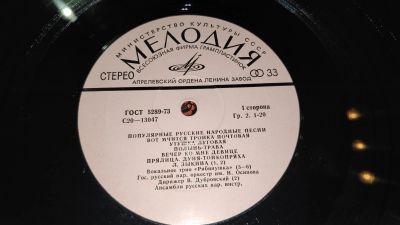 МИНИСТЕРСТВО КУЛЬТУРЫ СССР
МЕЛОДИЯ
ВСЕСОЮЗНАЯ ФИРМА ГРАМПЛАСТИНОК
СТЕРЕО
33
АПРЕЛЕВСКИЙ ОРДЕНА ЛЕНИНА ЗАВОД
ГОСТ 5289-73
1 сторона
С20-13047
Гр. 2. 1-20
ПОПУЛЯРНЫЕ РУССКИЕ НАРОДНЫЕ ПЕСНИ
ВОТ МЧИТСЯ ТРОЙКА ПОЧТОВАЯ
УТУШКА ЛУГОВАЯ
ПОЛЫНЬ-ТРАВА
ВЕЧЕР КО МНЕ ДЕВИЦЕ
ПРЯЛИЦА. ДУНЯ-ТОНКОПРЯХА
Л. ЗЫКИНА (1, 2)
Вокальное трио «Рябинушка» (3—6)
Гос. русский нар. оркестр им. Н. Осипова
Дирижер В. Дубровский (2)
Ансамбли русских нар. инстр.